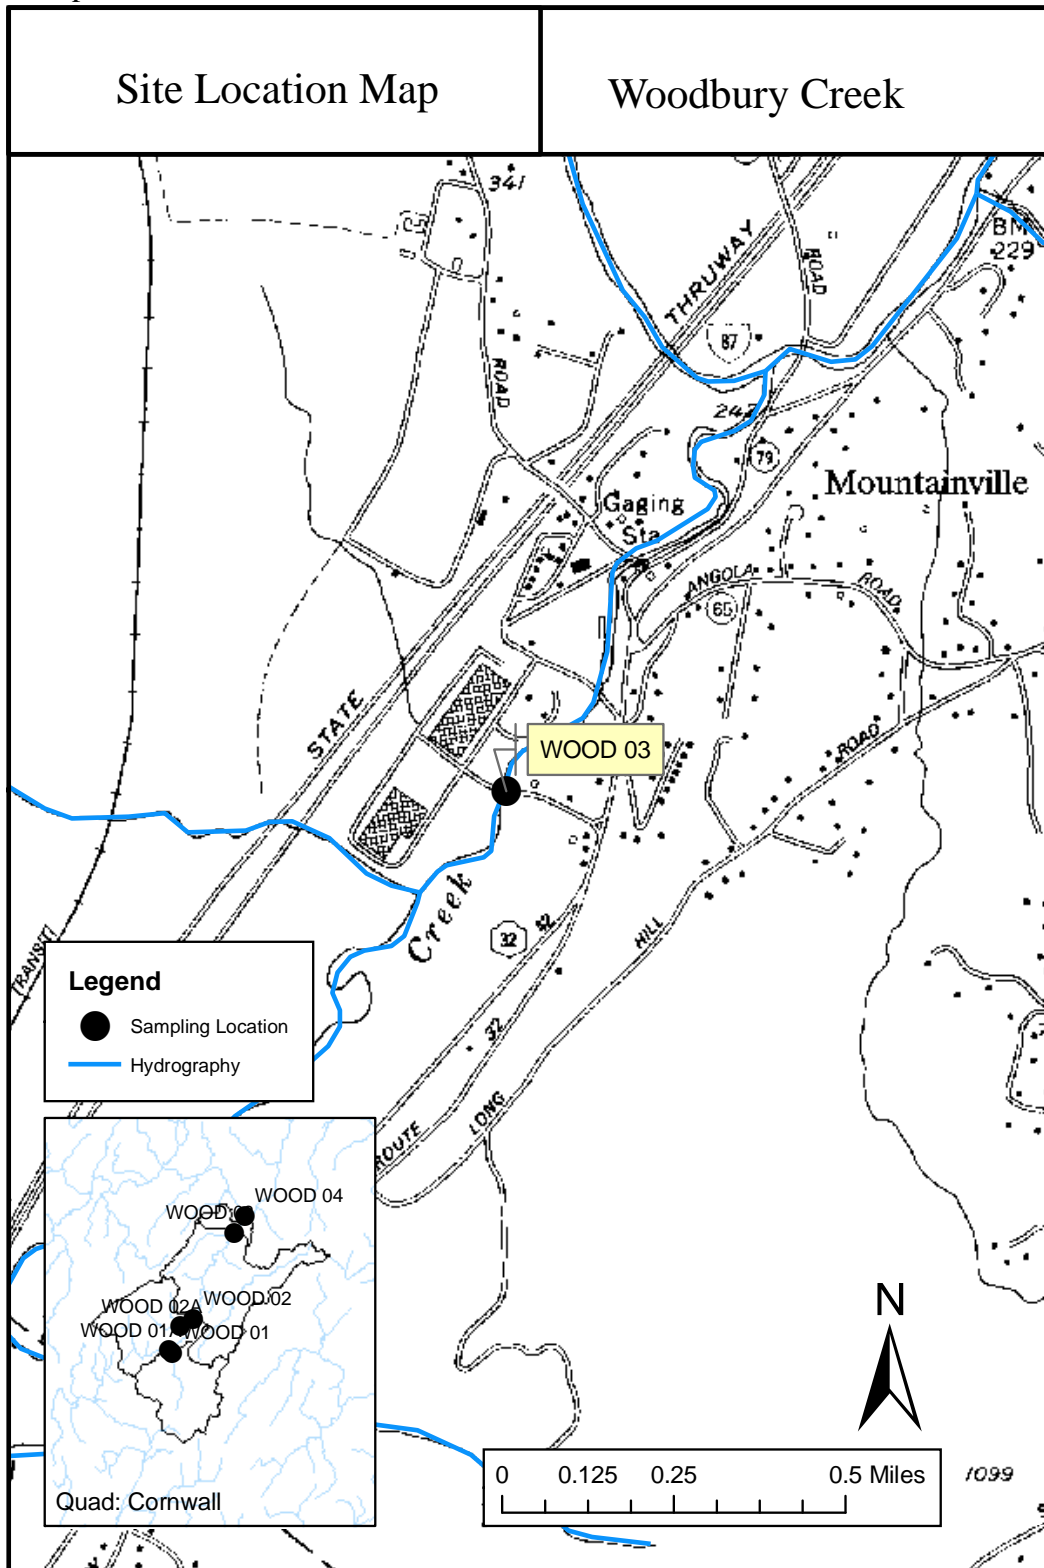 Site Location Map
Woodbury Creek
341
BM
229
THRUWAY
ROAD
87
ROAD
242
79
Mountainville
Gaging
Sta
ANGOLA
ROAD
65
STATE
WOOD 03
ROAD
Creek
32
42
HILL
32
LONG
ROUTE
Legend
Sampling Location
Hydrography
WOOD 04
WOOD 02
WOOD 02A
WOOD 01
Quad: Cornwall
N
0 0.125 0.25 0.5 Miles
1099